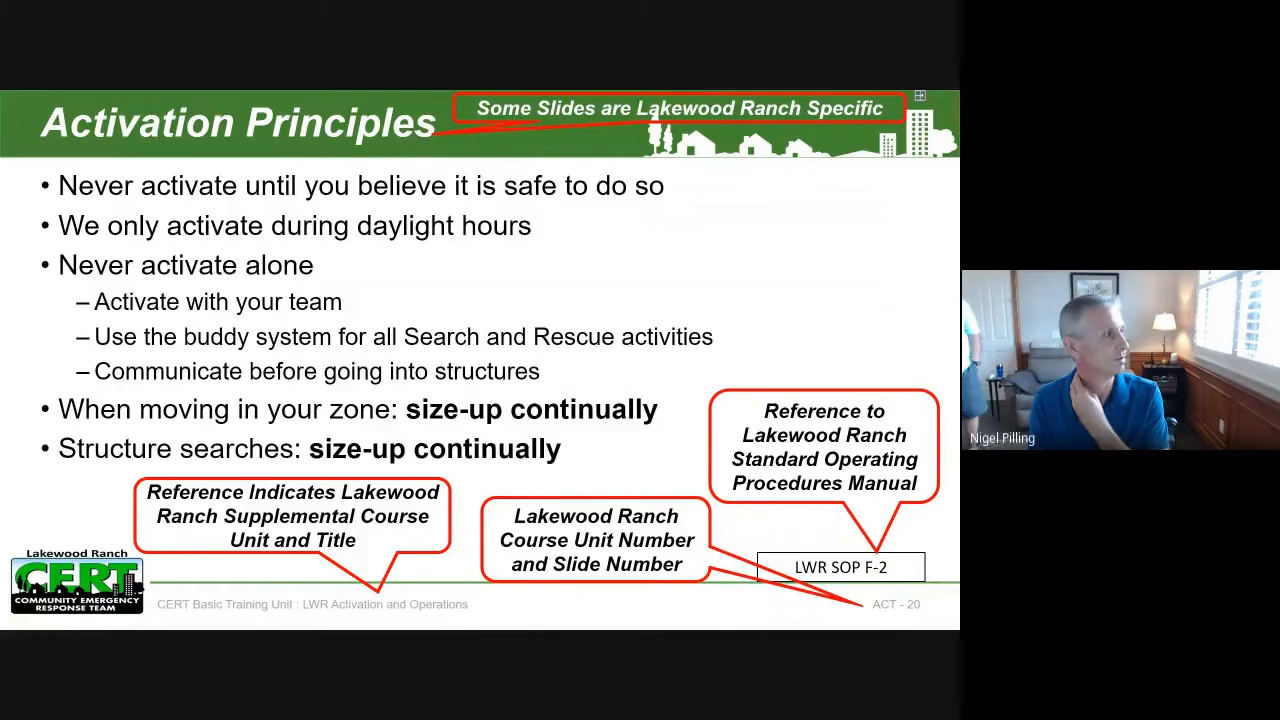 Activation Principles
Some Slides are Lakewood Ranch Specific
• Never activate until you believe it is safe to do so
• We only activate during daylight hours
• Never activate alone
– Activate with your team
– Use the buddy system for all Search and Rescue activities
– Communicate before going into structures
• When moving in your zone: size-up continually
• Structure searches: size-up continually
Reference to
Lakewood Ranch
Standard Operating
Procedures Manual
Reference Indicates Lakewood
Ranch Supplemental Course
Unit and Title
Lakewood Ranch
Course Unit Number
and Slide Number
LWR SOP F-2
Lakewood Ranch
CERT
COMMUNITY EMERGENCY
RESPONSE TEAM
CERT Basic Training Unit : LWR Activation and Operations
ACT - 20
Nigel Pilling